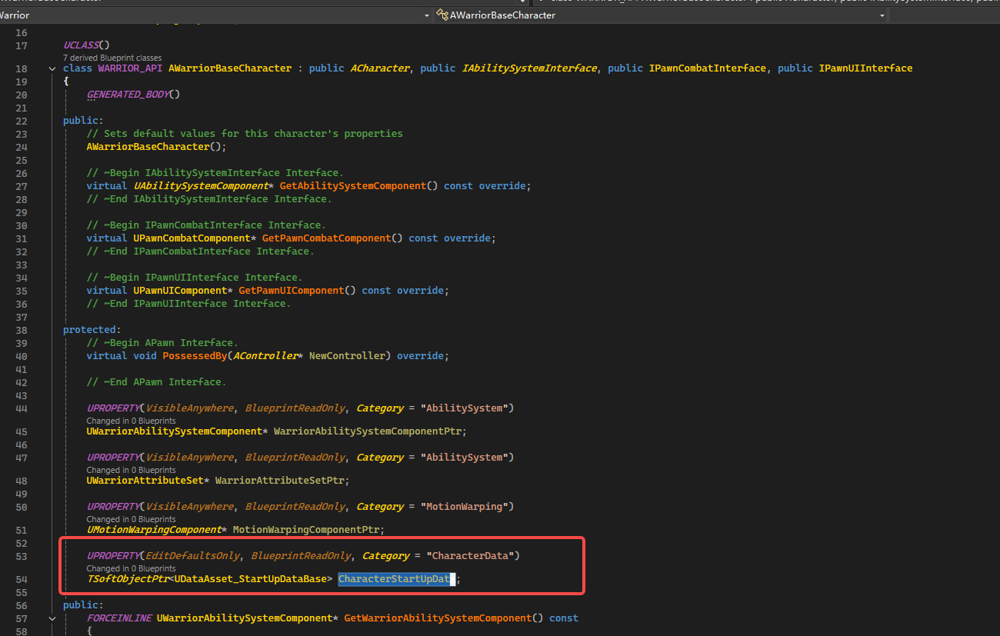 Warrior AWarriorBaseCharacter
16
17 UCLASS()
7 derived Blueprint classes
18 class WARRIOR_API AWarriorBaseCharacter : public ACharacter, public IAbilitySystemInterface, public IPawnCombatInterface, public IPawnUIInterface
19 {
20 GENERATED_BODY()
21
22 public:
23 // Sets default values for this character's properties
24 AWarriorBaseCharacter();
25
26 // ~Begin IAbilitySystemInterface Interface.
27 virtual UAbilitySystemComponent* GetAbilitySystemComponent() const override;
28 // ~End IAbilitySystemInterface Interface.
29
30 // ~Begin IPawnCombatInterface Interface.
31 virtual UPawnCombatComponent* GetPawnCombatComponent() const override;
32 // ~End IPawnCombatInterface Interface.
33
34 // ~Begin IPawnUIInterface Interface.
35 virtual UPawnUIComponent* GetPawnUIComponent() const override;
36 // ~End IPawnUIInterface Interface.
37
38 protected:
39 // ~Begin APawn Interface.
40 virtual void PossessedBy(AController* NewController) override;
41
42 // ~End APawn Interface.
43
44 UPROPERTY(VisibleAnywhere, BlueprintReadOnly, Category = "AbilitySystem")
Changed in 0 Blueprints
45 UWarriorAbilitySystemComponent* WarriorAbilitySystemComponentPtr;
46
47 UPROPERTY(VisibleAnywhere, BlueprintReadOnly, Category = "AbilitySystem")
Changed in 0 Blueprints
48 UWarriorAttributeSet* WarriorAttributeSetPtr;
49
50 UPROPERTY(VisibleAnywhere, BlueprintReadOnly, Category = "MotionWarping")
Changed in 0 Blueprints
51 UMotionWarpingComponent* MotionWarpingComponentPtr;
52
53 UPROPERTY(EditDefaultsOnly, BlueprintReadOnly, Category = "CharacterData")
Changed in 0 Blueprints
54 TSoftObjectPtr<UDataAsset_StartUpDataBase> CharacterStartUpDat ;
55
56 public:
57 FORCEINLINE UWarriorAbilitySystemComponent* GetWarriorAbilitySystemComponent() const
58 {